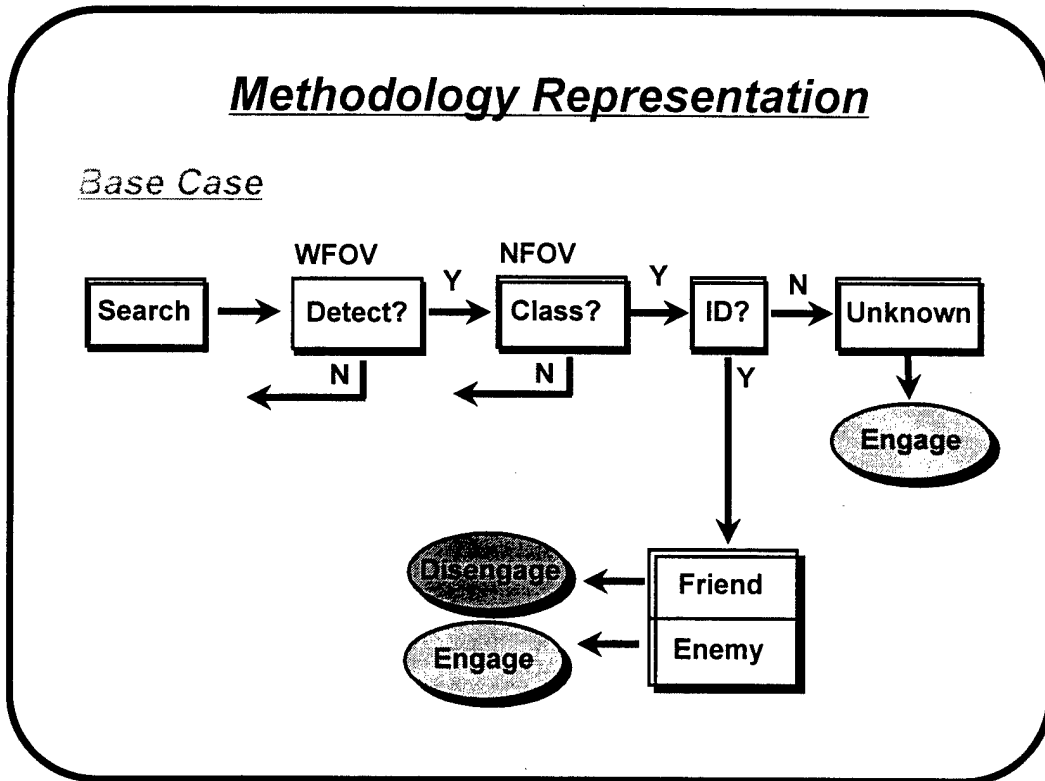 Methodology Representation
Base Case
WFOV
NFOV
Search
Detect?
Y
Class?
Y
ID?
N
Unknown
N
N
Y
Engage
Disengage
Friend
Engage
Enemy